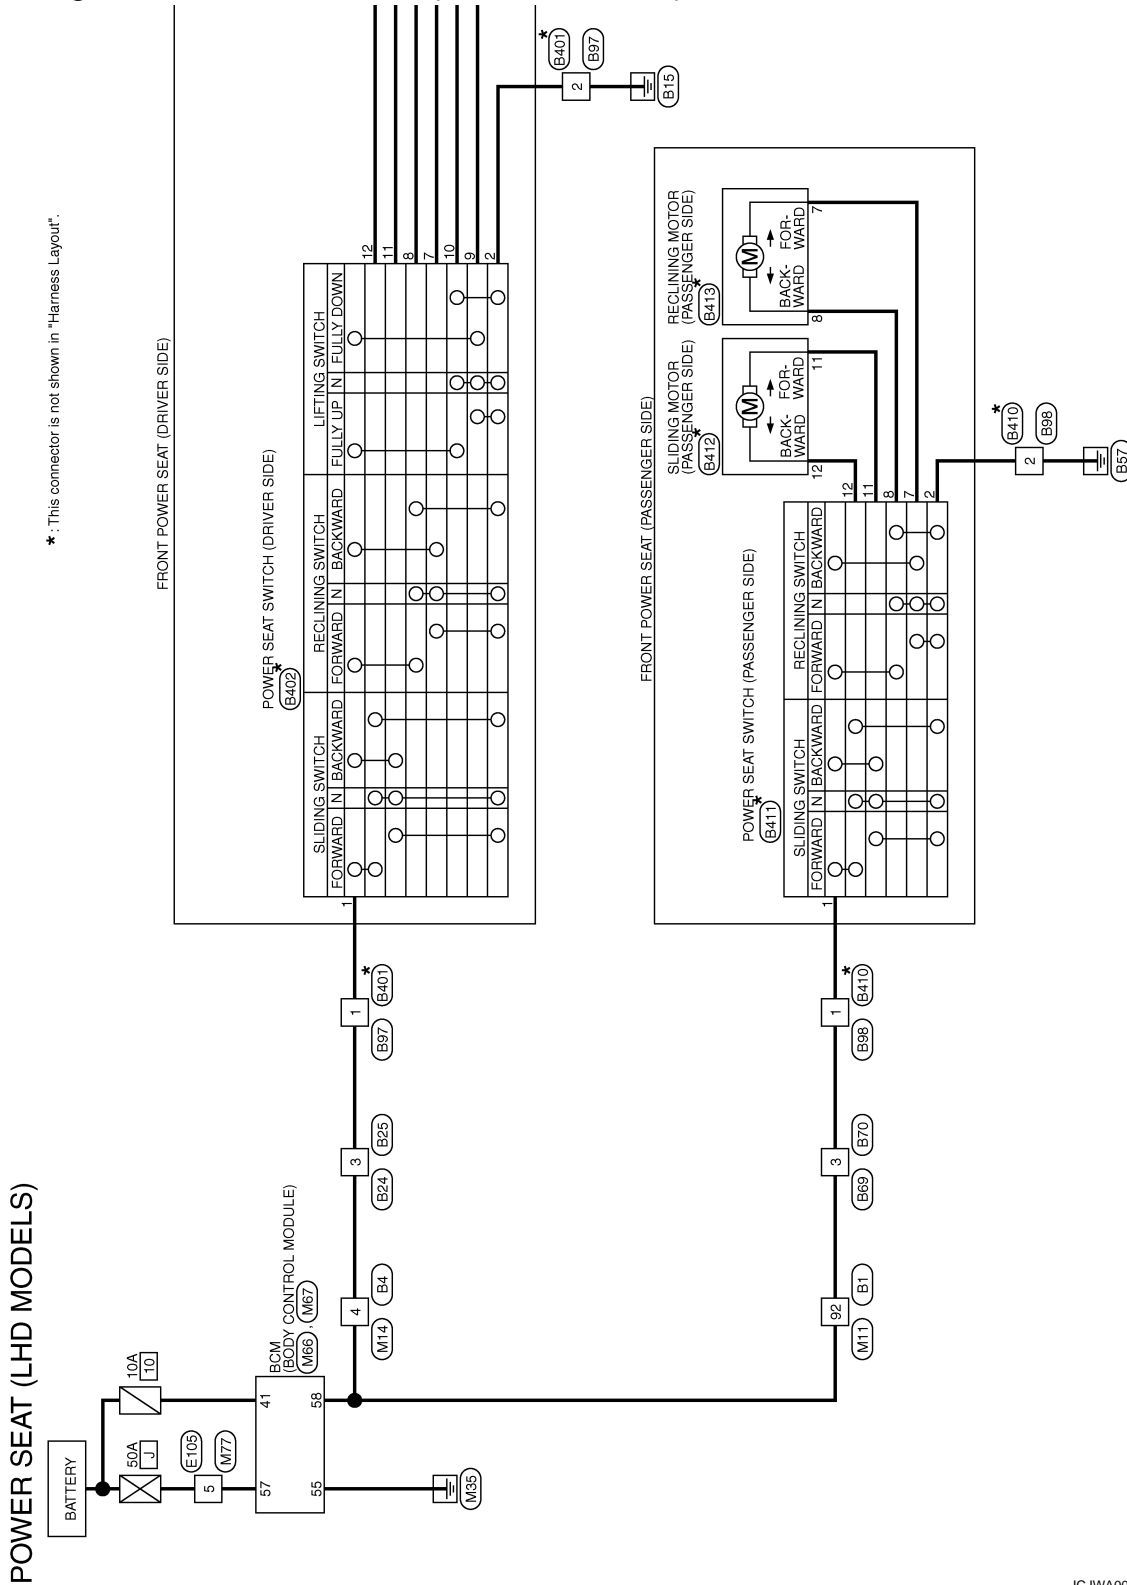 POWER SEAT (LHD MODELS)
* : This connector is not shown in "Harness Layout".
BATTERY
50A
J
10A
10
5
E105
M77
57
41
BCM
(BODY CONTROL MODULE)
M66 , M67
55
58
M35
M14
4
B4
B24
3
B25
B97
1
* B401
FRONT POWER SEAT (DRIVER SIDE)
POWER SEAT SWITCH (DRIVER SIDE)
* B402
1
SLIDING SWITCH
RECLINING SWITCH
LIFTING SWITCH
FORWARD
N
BACKWARD
FORWARD
N
BACKWARD
FULLY UP
N
FULLY DOWN
12
11
8
7
10
9
2
* B401
B97
2
B15
M11
92
B1
B69
3
B70
B98
1
* B410
FRONT POWER SEAT (PASSENGER SIDE)
POWER SEAT SWITCH (PASSENGER SIDE)
* B411
1
SLIDING SWITCH
RECLINING SWITCH
FORWARD
N
BACKWARD
FORWARD
N
BACKWARD
12
11
8
7
2
SLIDING MOTOR
(PASSENGER SIDE)
* B412
M
BACK-
WARD
FOR-
WARD
12
11
RECLINING MOTOR
(PASSENGER SIDE)
* B413
M
BACK-
WARD
FOR-
WARD
8
7
* B410
B98
2
B57